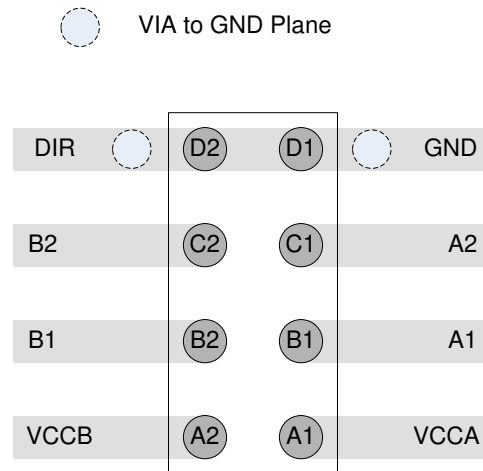 VIA to GND Plane
DIR D2 D1 GND
B2 C2 C1 A2
B1 B2 B1 A1
VCCB A2 A1 VCCA